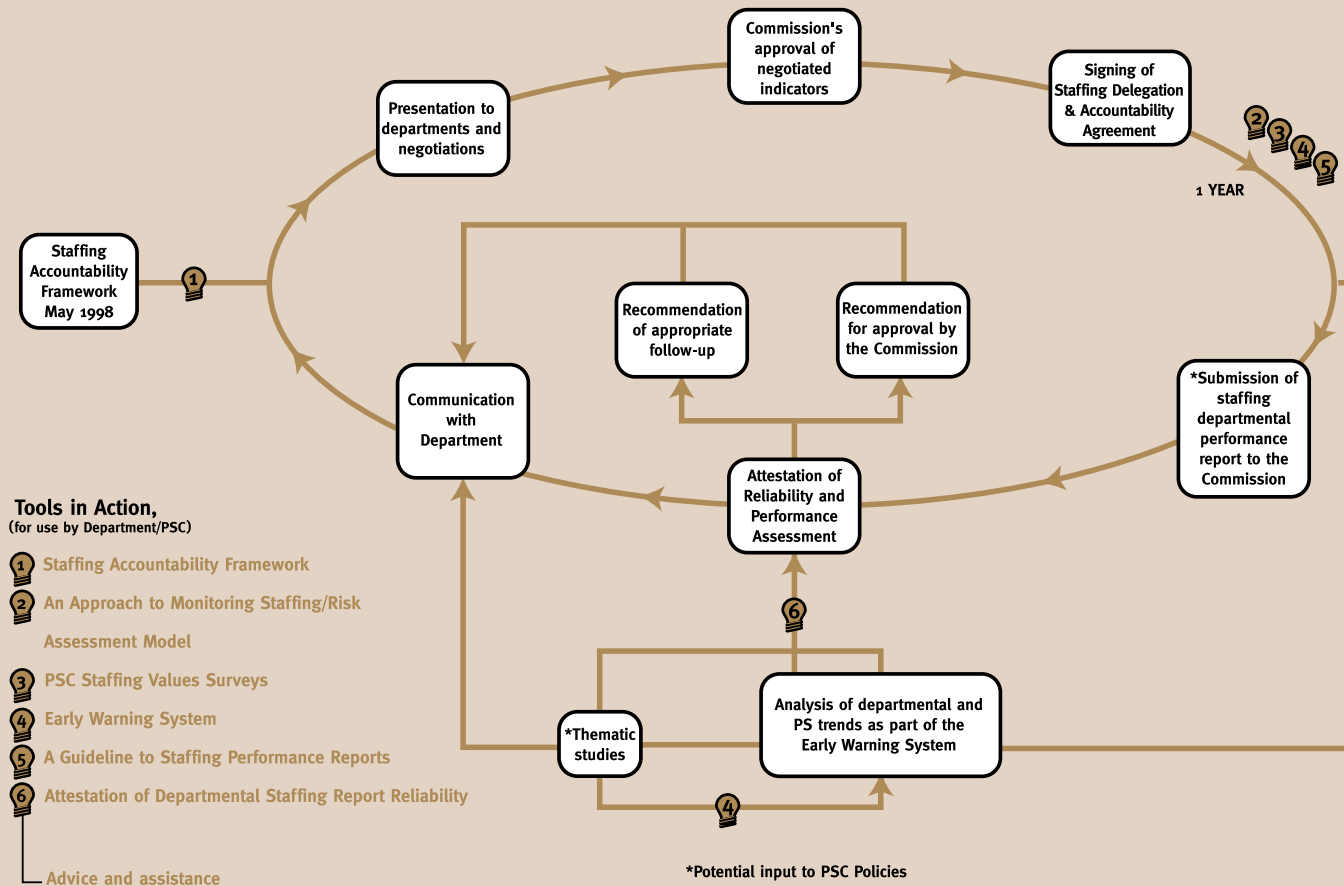 Commission's
approval of
negotiated
indicators
Signing of
Staffing Delegation
& Accountability
Agreement
Presentation to
departments and
negotiations
2
3
4
5
1 YEAR
Staffing
Accountability
Framework
May 1998
1
Recommendation
of appropriate
follow-up
Recommendation
for approval by
the Commission
*Submission of
staffing
departmental
performance
report to the
Commission
Communication
with
Department
Attestation of
Reliability and
Performance
Assessment
6
*Thematic
studies
Analysis of departmental and
PS trends as part of the
Early Warning System
4
Tools in Action,
(for use by Department/PSC)
1 Staffing Accountability Framework
2 An Approach to Monitoring Staffing/Risk
Assessment Model
3 PSC Staffing Values Surveys
4 Early Warning System
5 A Guideline to Staffing Performance Reports
6 Attestation of Departmental Staffing Report Reliability
Advice and assistance
*Potential input to PSC Policies